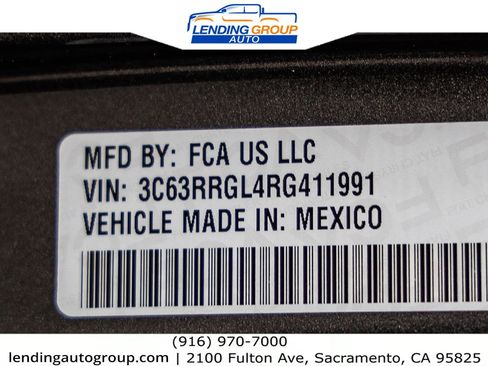 LENDING GROUP
AUTO
MFD BY: FCA US LLC
VIN: 3C63RRGL4RG411991
VEHICLE MADE IN: MEXICO
(916) 970-7000
lendingautogroup.com | 2100 Fulton Ave, Sacramento, CA 95825